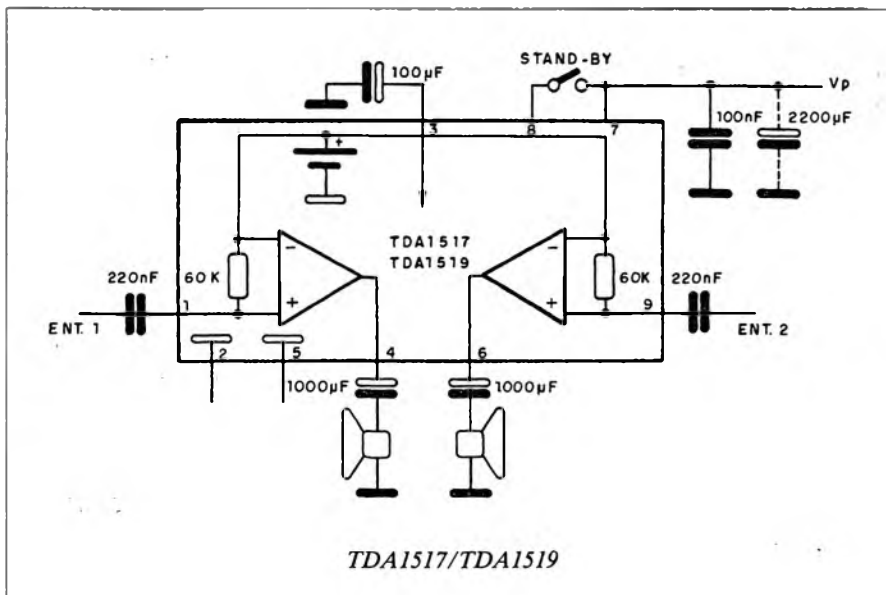 STAND-BY
100µF
Vp
3
8
7
100nF
2200µF
+
-
-
TDA1517
TDA1519
220nF
60K
60K
220nF
+
+
1
9
ENT. 1
ENT. 2
2
5
4
6
1000µF
1000µF
TDA1517/TDA1519